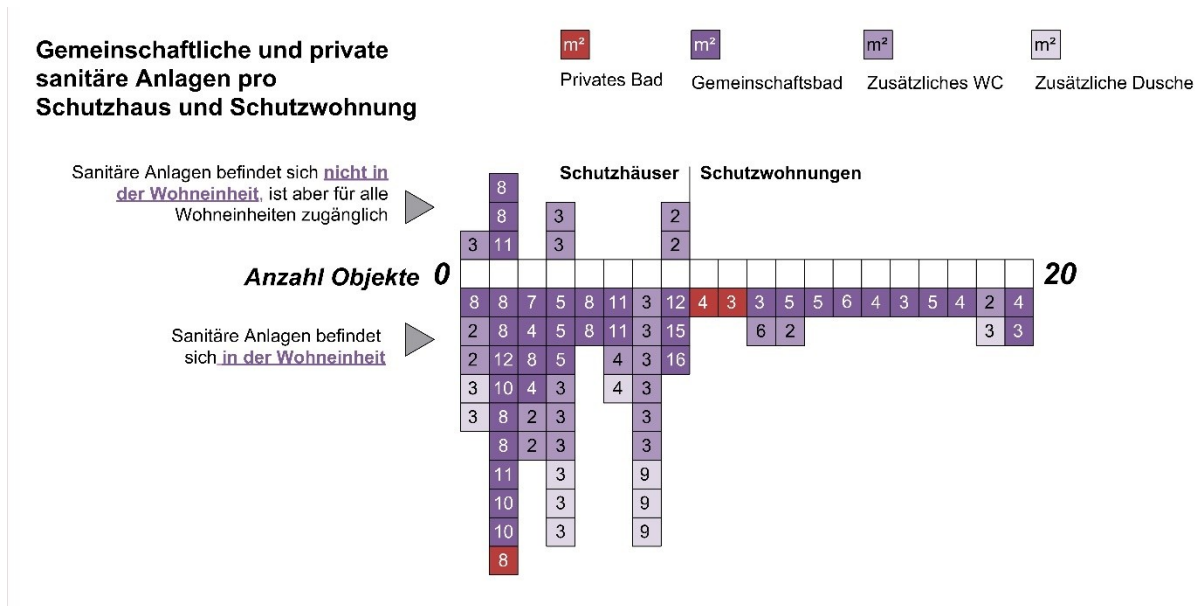 Gemeinschaftliche und private
sanitäre Anlagen pro
Schutzhaus und Schutzwohnung
m² m² m² m²
Privates Bad Gemeinschaftsbad Zusätzliches WC Zusätzliche Dusche
Sanitäre Anlagen befindet sich nicht in
der Wohneinheit, ist aber für alle
Wohneinheiten zugänglich
Schutzhäuser Schutzwohnungen
8
8 3 2
3 11 3 2
Anzahl Objekte 0 20
8 8 7 5 8 11 3 12 4 3 3 5 5 6 4 3 5 4 2 4
Sanitäre Anlagen befindet
sich in der Wohneinheit
2 8 4 5 8 11 3 15 6 2 3 3
2 12 8 5 4 3 16
3 10 4 3 4 3
3 8 2 3 3
8 2 3 3
11 3 9
10 3 9
10 3 9
8